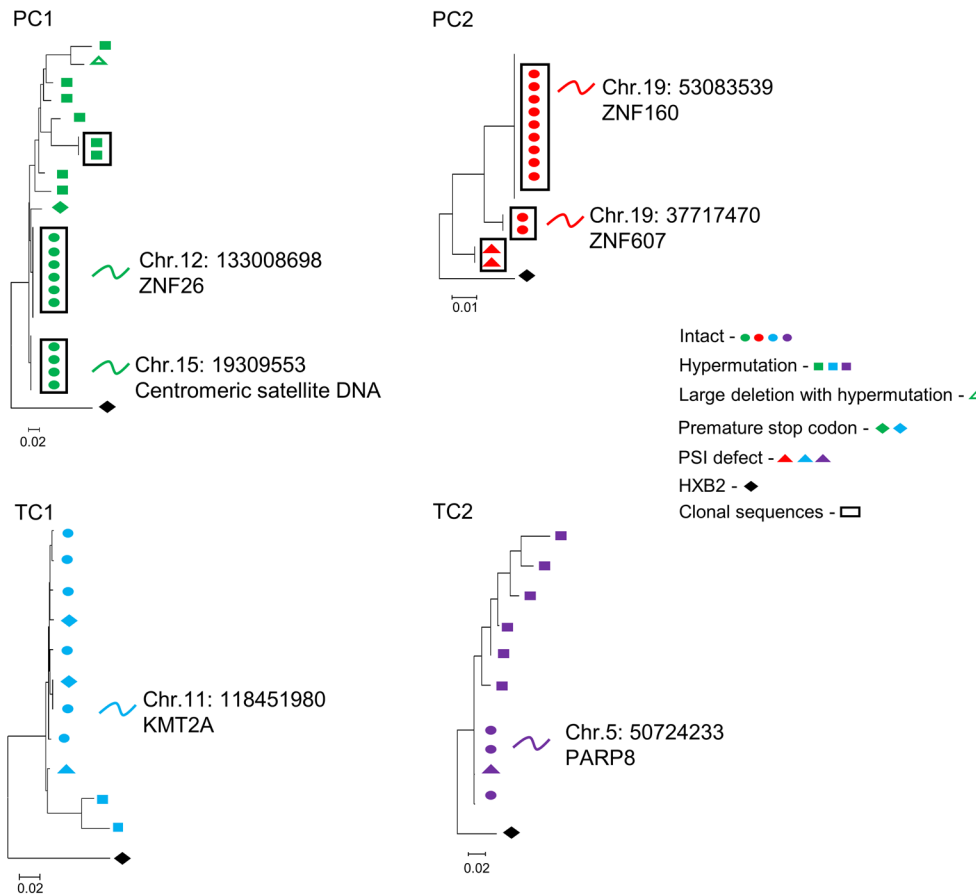 PC1
Chr.12: 133008698
ZNF26
Chr.15: 19309553
Centromeric satellite DNA
0.02
PC2
Chr.19: 53083539
ZNF160
Chr.19: 37717470
ZNF607
0.01
Intact -
Hypermutation -
Large deletion with hypermutation -
Premature stop codon -
PSI defect -
HXB2 -
Clonal sequences -
TC1
Chr.11: 118451980
KMT2A
0.02
TC2
Chr.5: 50724233
PARP8
0.02